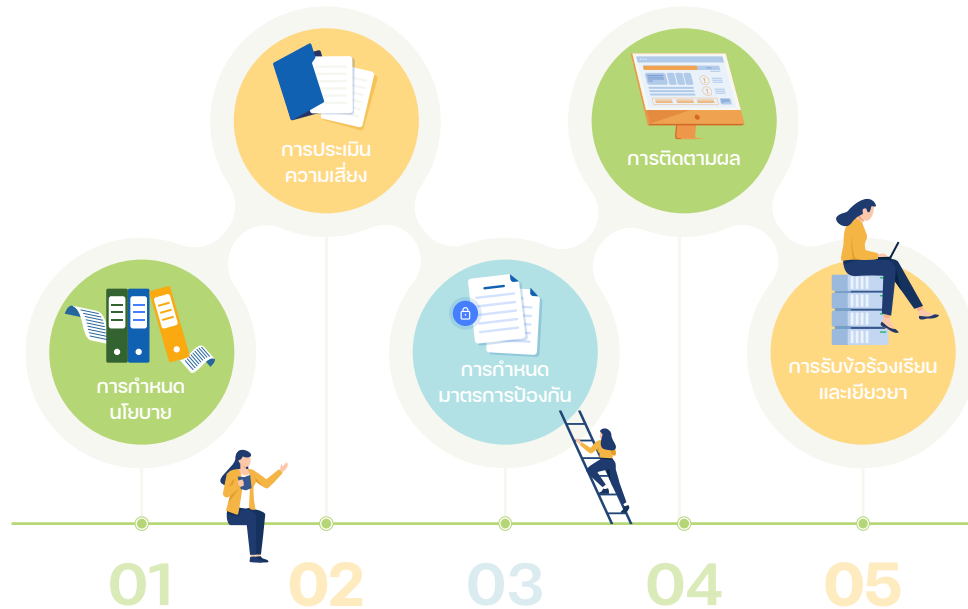 การกำหนด
นโยบาย
การประเมิน
ความเสี่ยง
การกำหนด
มาตรการป้องกัน
การติดตามผล
การรับข้อร้องเรียน
และเยียวยา
01
02
03
04
05